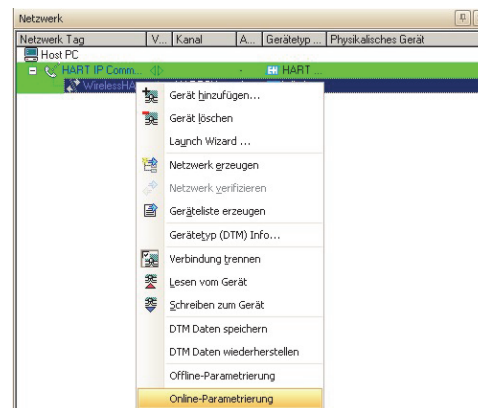 Netzwerk
Netzwerk Tag V... Kanal A... Gerätetyp ... Physikalisches Gerät
Host PC
HART IP Comm... - HART ...
WirelessHA
Gerät hinzufügen...
Gerät löschen
Launch Wizard ...
Netzwerk erzeugen
Netzwerk verifizieren
Geräteliste erzeugen
Gerätetyp (DTM) Info...
Verbindung trennen
Lesen vom Gerät
Schreiben zum Gerät
DTM Daten speichern
DTM Daten wiederherstellen
Offline-Parametrierung
Online-Parametrierung